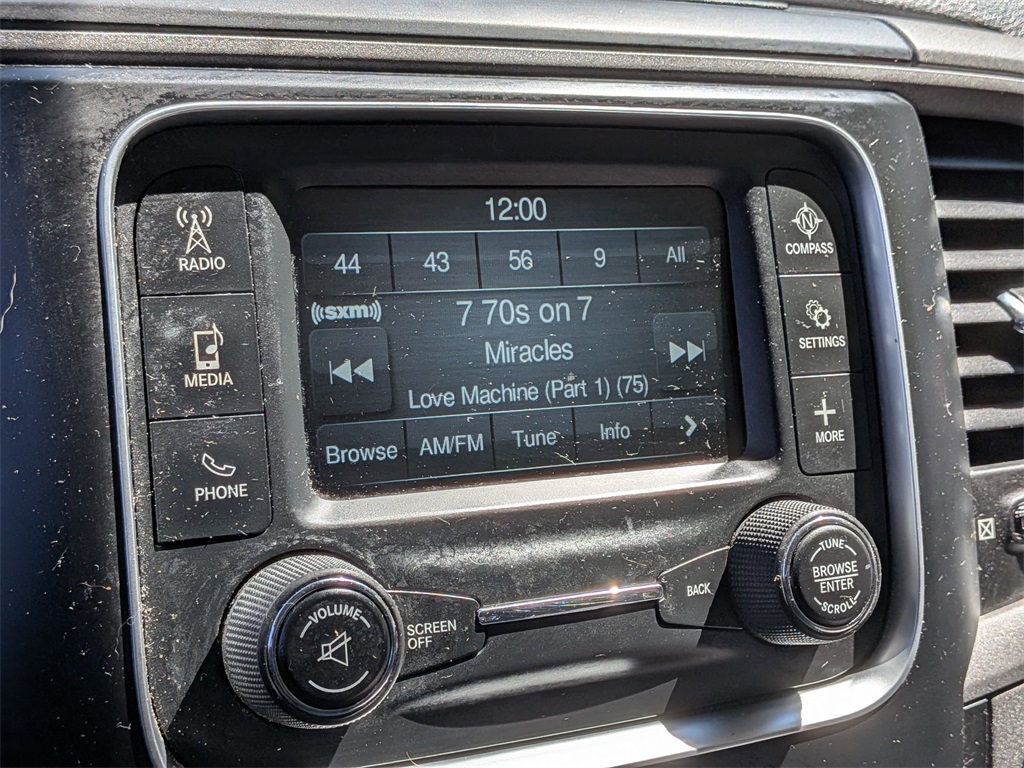 12:00
44 43 56 9 All
((sxm)) 7 70s on 7
Miracles
Love Machine (Part 1) (75)
Browse AM/FM Tune Info >
RADIO
MEDIA
PHONE
N
COMPASS
SETTINGS
+
MORE
VOLUME
SCREEN
OFF
BACK
TUNE
BROWSE
ENTER
SCROLL